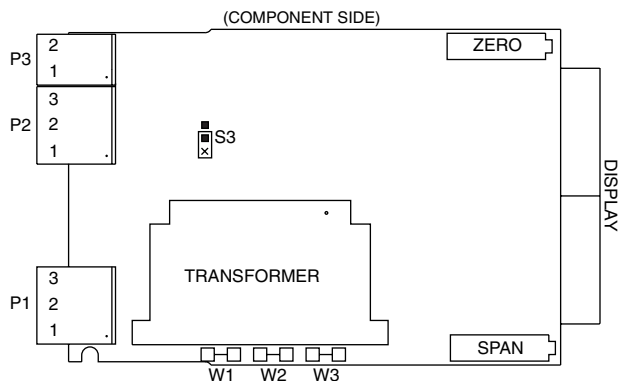 (COMPONENT SIDE)
P3
2
1
ZERO
P2
3
2
1
S3
DISPLAY
P1
3
2
1
TRANSFORMER
SPAN
W1 W2 W3